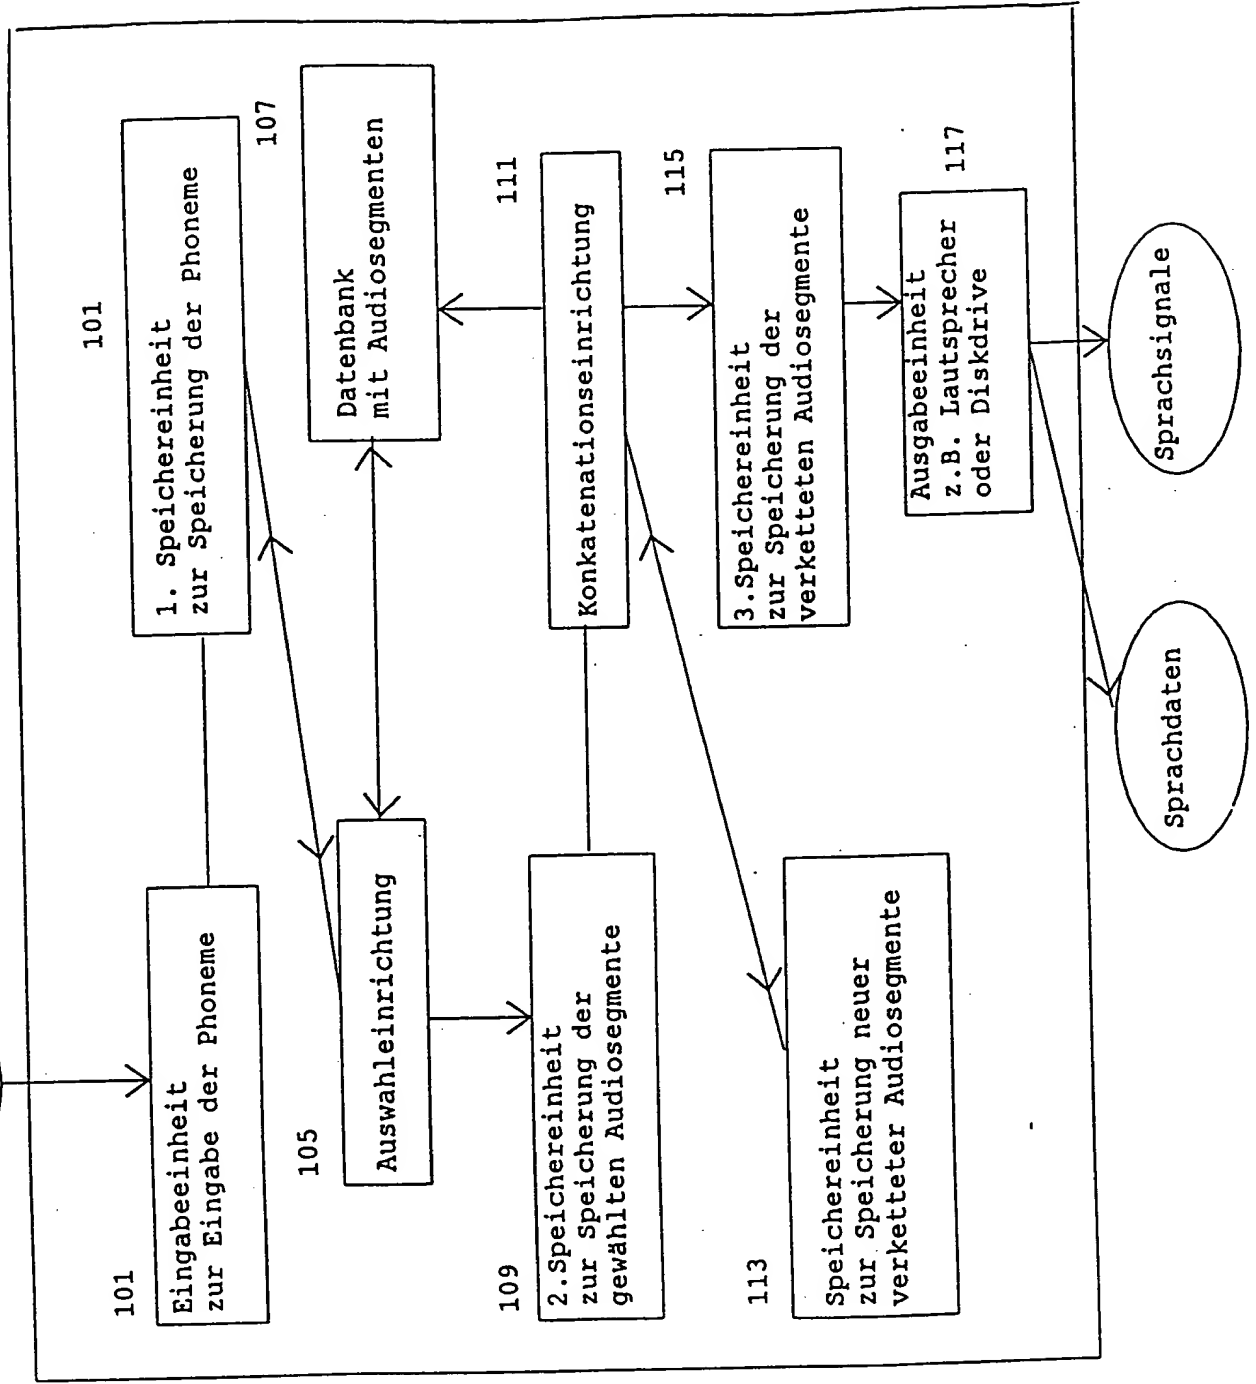 101
Eingabeeinheit
zur Eingabe der Phoneme
101
1. Speichereinheit
zur Speicherung der Phoneme
105
Auswahleinrichtung
107
Datenbank
mit Audiosegmenten
109
2.Speichereinheit
zur Speicherung der
gewählten Audiosegmente
111
Konkatenationseinrichtung
113
Speichereinheit
zur Speicherung neuer
verketteter Audiosegmente
115
3.Speichereinheit
zur Speicherung der
verketteten Audiosegmente
117
Ausgabeeinheit
z.B. Lautsprecher
oder Diskdrive
Sprachdaten
Sprachsignale